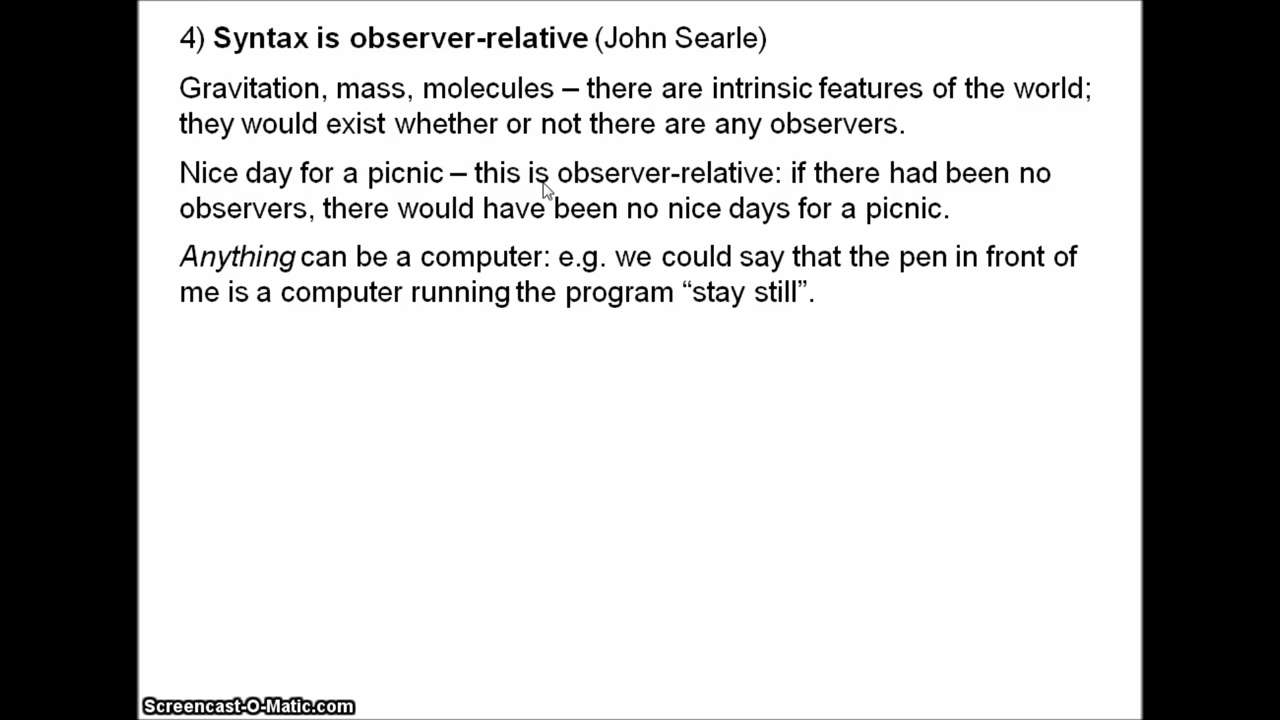 4) Syntax is observer-relative (John Searle)
Gravitation, mass, molecules – there are intrinsic features of the world;
they would exist whether or not there are any observers.
Nice day for a picnic – this is observer-relative: if there had been no
observers, there would have been no nice days for a picnic.
Anything can be a computer: e.g. we could say that the pen in front of
me is a computer running the program “stay still”.
Screencast-O-Matic.com